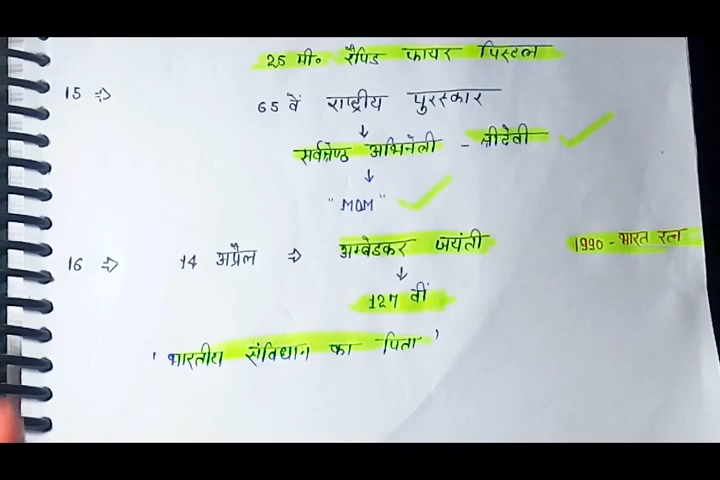 25 मी० रैपिड फायर पिस्टल
15 ⇒ 65 वें राष्ट्रीय पुरस्कार
↓
सर्वश्रेष्ठ अभिनेत्री - श्रीदेवी
↓
"MOM"
16 ⇒ 14 अप्रैल ⇒ अम्बेडकर जयंती 1990 - भारत रत्न
↓
127 वीं
'भारतीय संविधान का पिता'